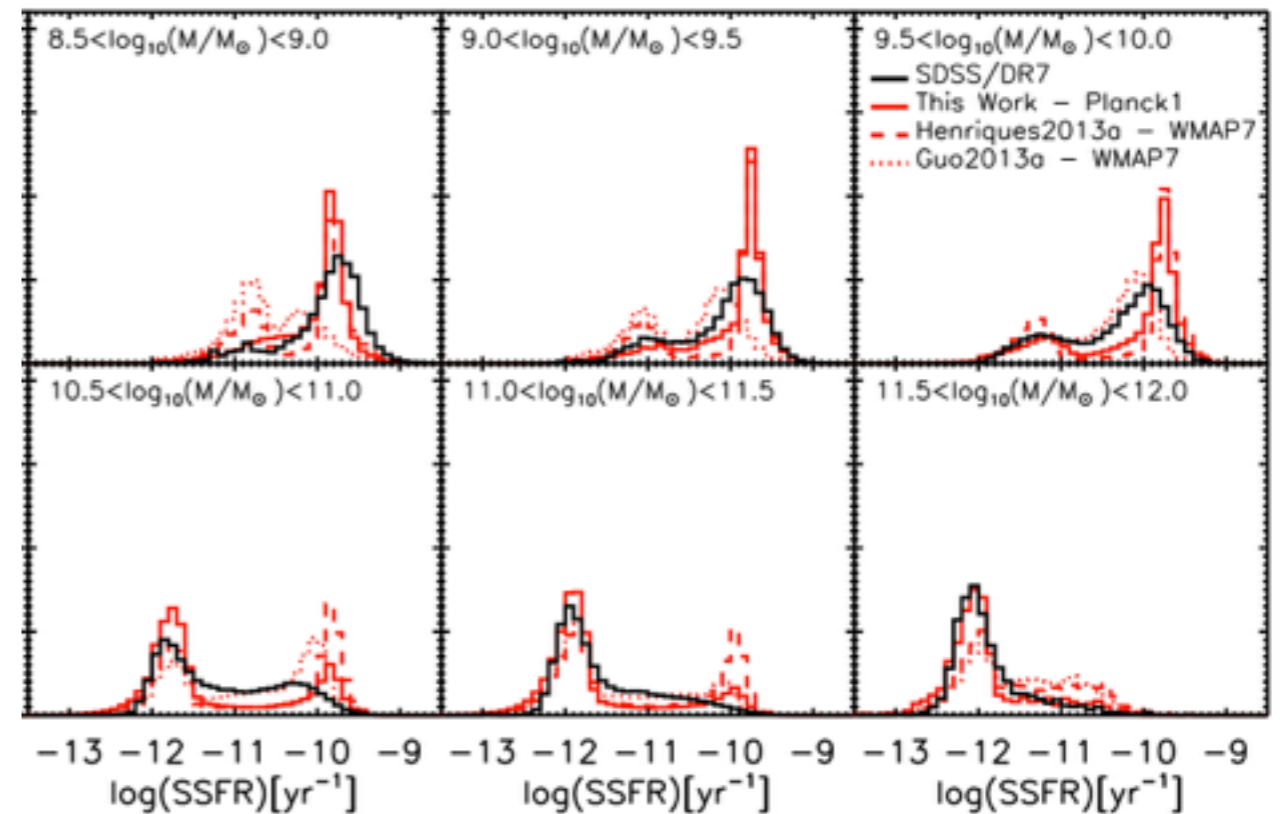 8.5<log₁₀(M/M☉)<9.0
9.0<log₁₀(M/M☉)<9.5
9.5<log₁₀(M/M☉)<10.0
SDSS/DR7
This Work – Planck1
Henriques2013a – WMAP7
Guo2013a – WMAP7
10.5<log₁₀(M/M☉)<11.0
11.0<log₁₀(M/M☉)<11.5
11.5<log₁₀(M/M☉)<12.0
−13 −12 −11 −10 −9
−13 −12 −11 −10 −9
−13 −12 −11 −10 −9
log(SSFR)[yr⁻¹]
log(SSFR)[yr⁻¹]
log(SSFR)[yr⁻¹]